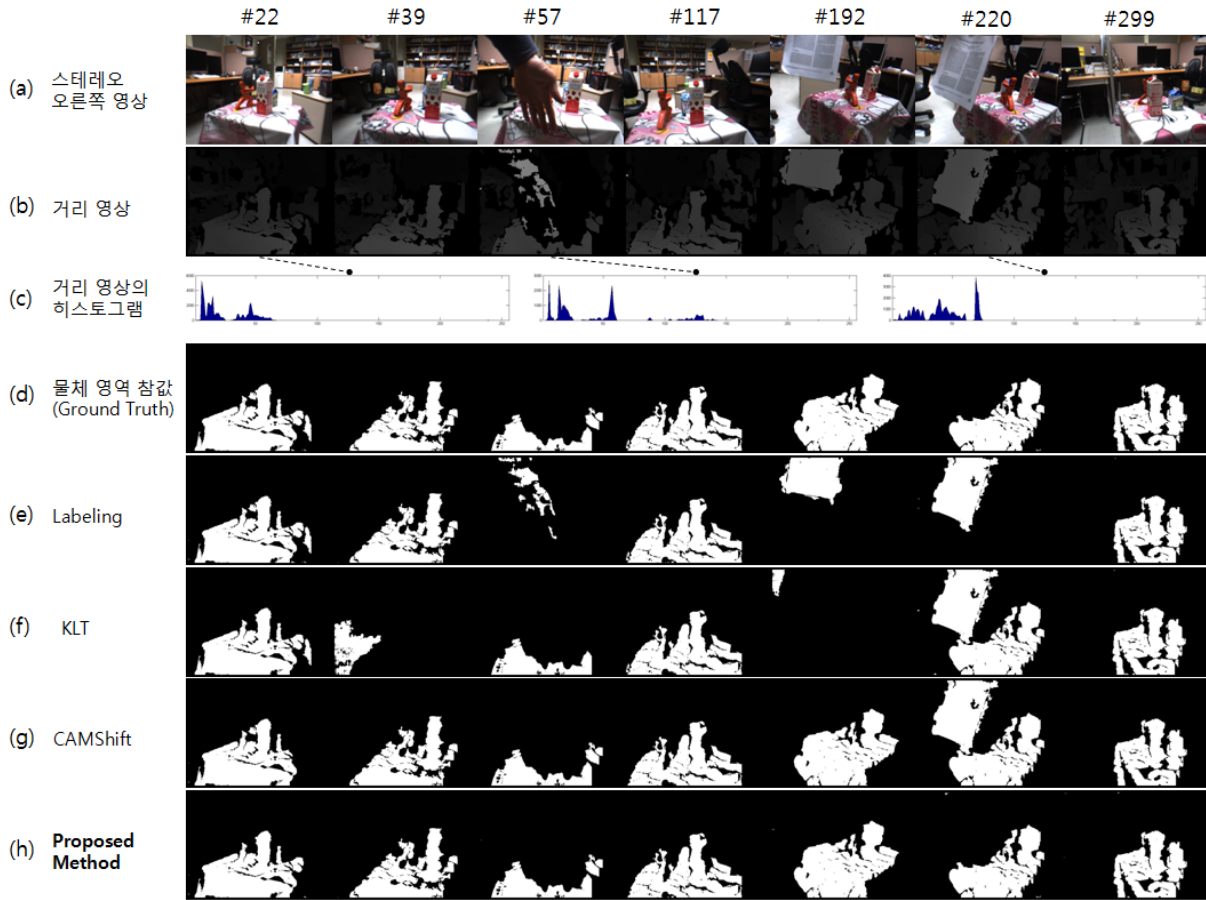 #22 #39 #57 #117 #192 #220 #299
(a) 스테레오
오른쪽 영상
(b) 거리 영상
(c) 거리 영상의
히스토그램
(d) 물체 영역 참값
(Ground Truth)
(e) Labeling
(f) KLT
(g) CAMShift
(h) Proposed
Method